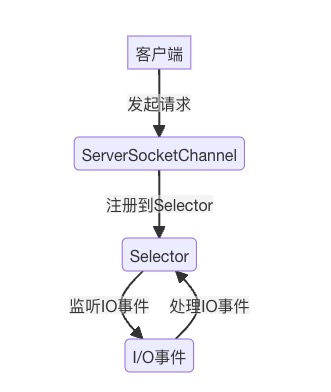 客户端
发起请求
ServerSocketChannel
注册到Selector
Selector
监听IO事件
处理IO事件
I/O事件